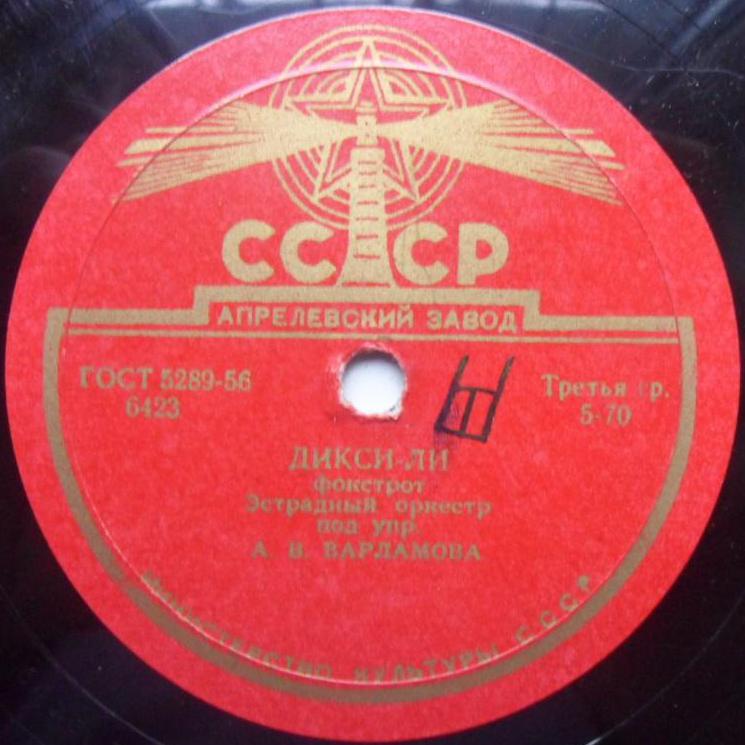 СССР
АПРЕЛЕВСКИЙ ЗАВОД
ГОСТ 5289-56
6423
Третья гр.
5-70
ДИКСИ-ЛИ
фокстрот
Эстрадный оркестр
под упр.
А. В. ВАРЛАМОВА
МИНИСТЕРСТВО КУЛЬТУРЫ СССР